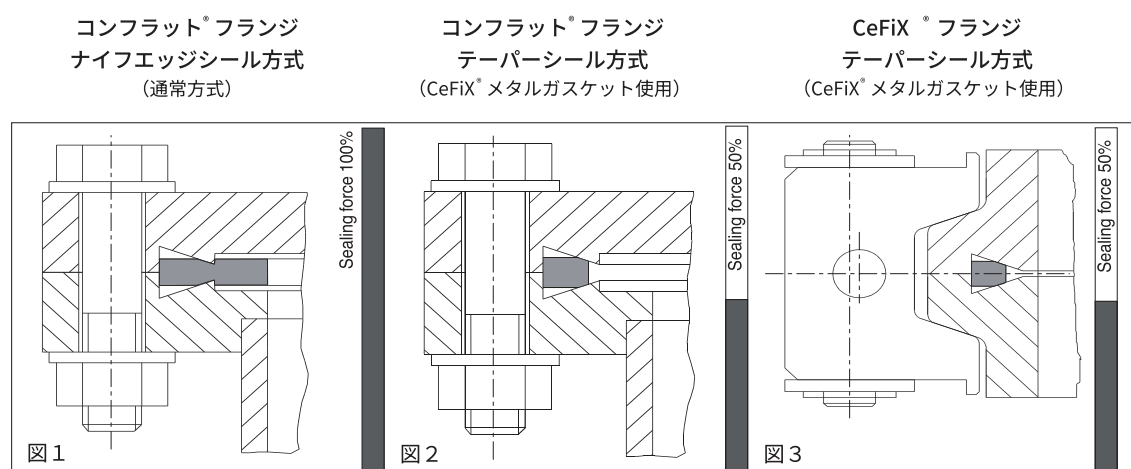 コンフラット® フランジ
ナイフエッジシール方式
（通常方式）
コンフラット® フランジ
テーパーシール方式
（CeFiX® メタルガスケット使用）
CeFiX ® フランジ
テーパーシール方式
（CeFiX® メタルガスケット使用）
Sealing force 100%
図１
Sealing force 50%
図２
Sealing force 50%
図３